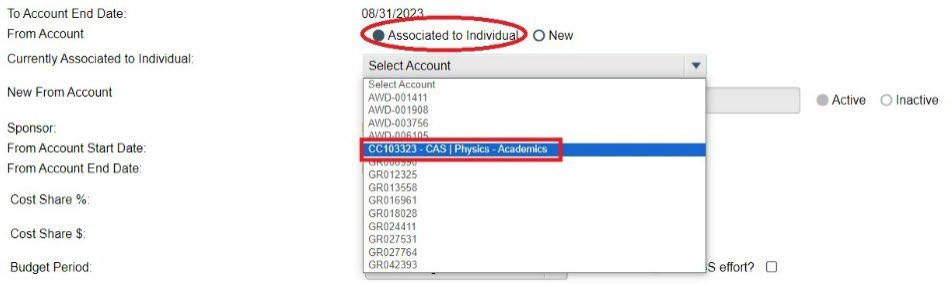 To Account End Date: 08/31/2023
From Account Associated to Individual New
Currently Associated to Individual: Select Account
Select Account
New From Account AWD-001411
AWD-001908 Active Inactive
AWD-003756
Sponsor: AWD-006105
From Account Start Date: CC103323 - CAS | Physics - Academics
From Account End Date:
GR012325
GR013558
Cost Share %: GR016961
GR018028
GR024411
Cost Share $: GR027531
GR027764
Budget Period: GR042393 S effort?